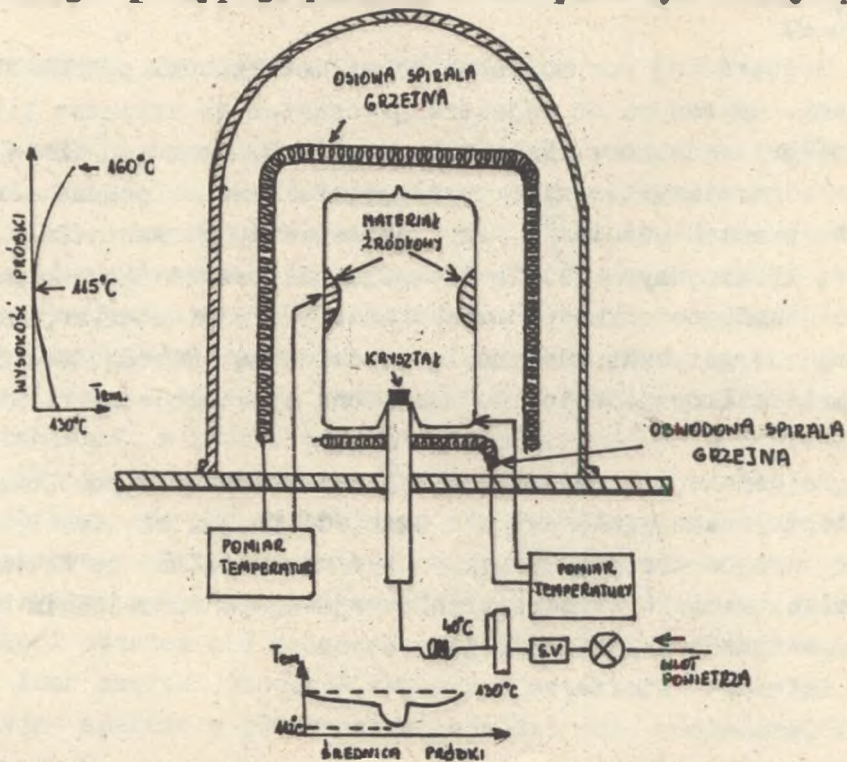 OSIOWA SPIRALA
GRZEJNA
160°C
115°C
130°C
Tem.
WYSOKOŚĆ PRÓBKI
MATERIAŁ
ŹRÓDŁOWY
KRYSZTAŁ
OBWODOWA SPIRALA
GRZEJNA
POMIAR
TEMPERATURY
POMIAR
TEMPERATURY
40°C
S.V
WLOT
POWIETRZA
Tem.
130°C
ŚREDNICA PRÓBKI